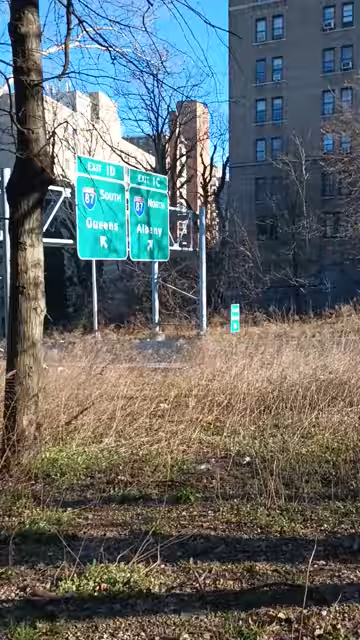 EXIT 1D
87 SOUTH
Queens
EXIT 1C
87 NORTH
Albany